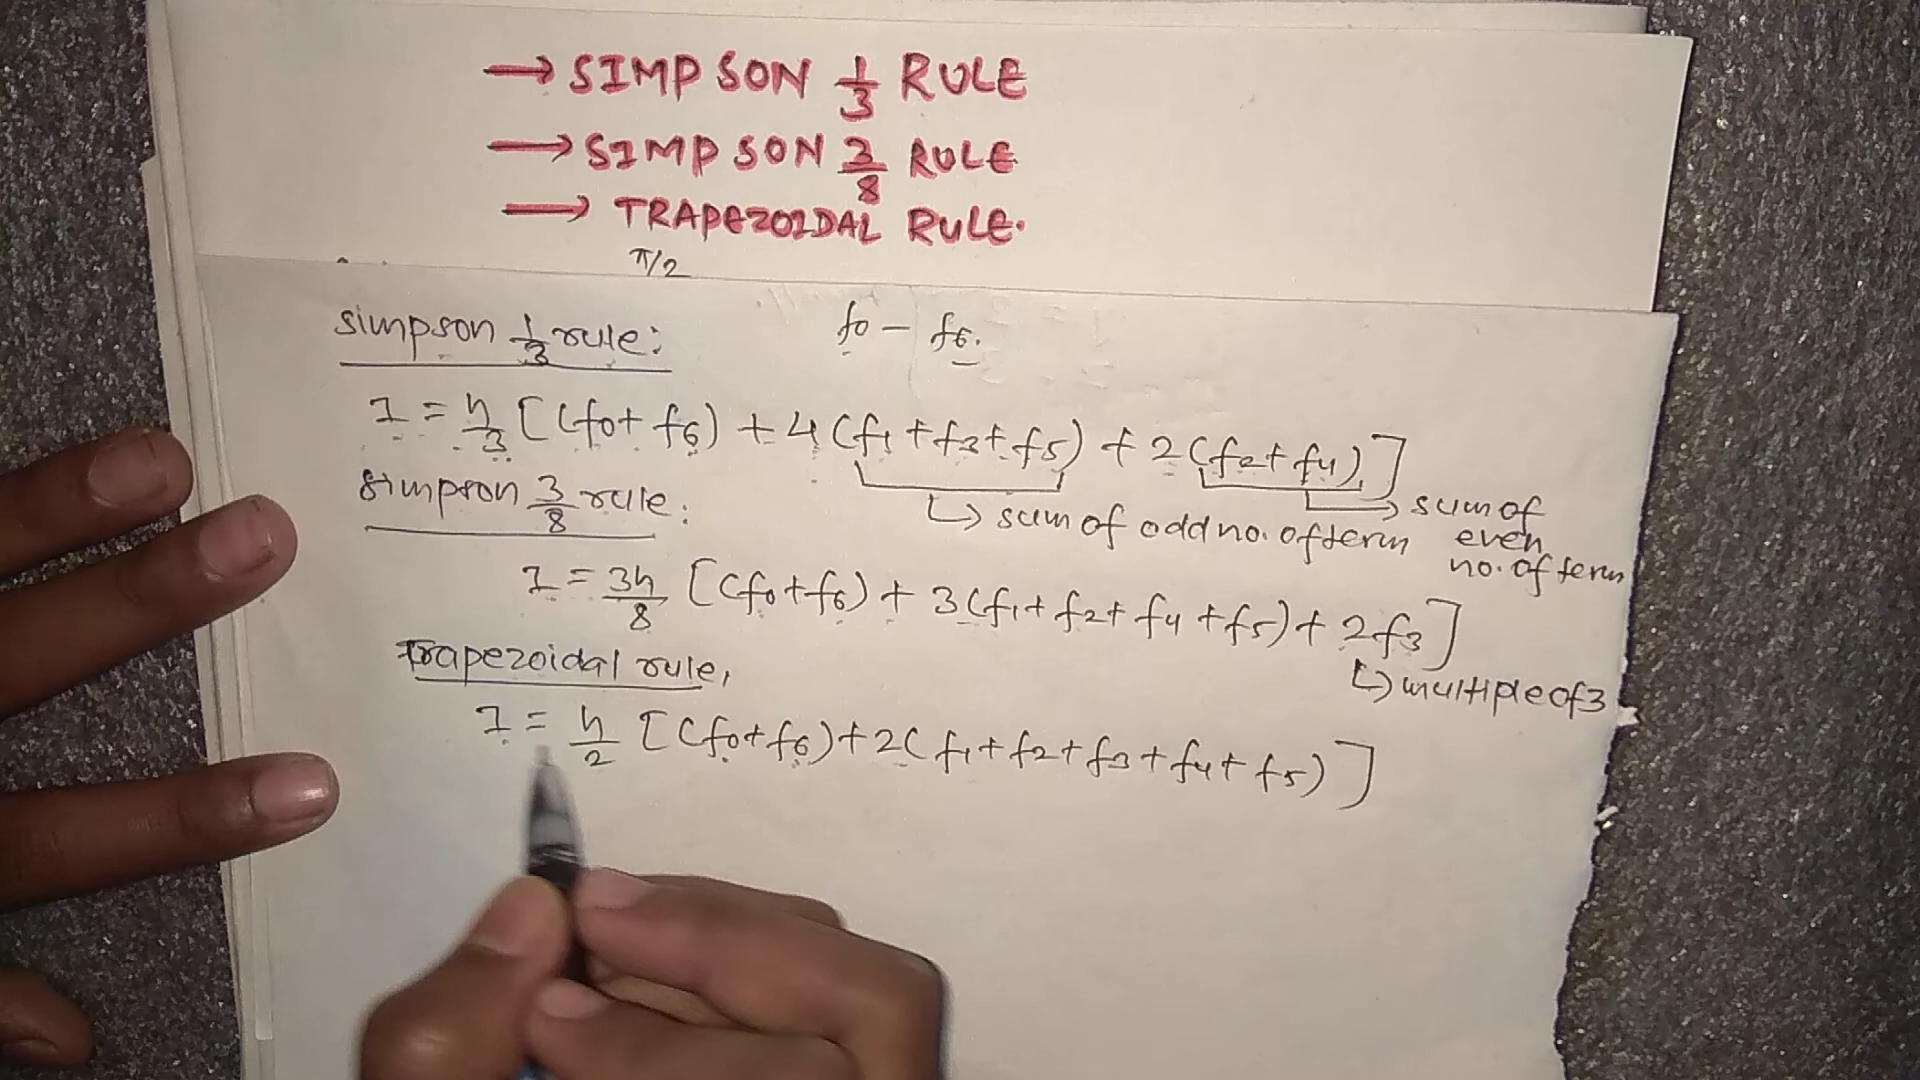 → SIMPSON 1/3 RULE
→ SIMPSON 3/8 RULE
→ TRAPEZOIDAL RULE.
π/2
simpson 1/3 rule:
f0 – f6.
I = h/3 [(f0+f6) + 4(f1+f3+f5) + 2(f2+f4)]
↳ sum of odd no. of term
→ sum of even no. of term
simpson 3/8 rule:
I = 3h/8 [(f0+f6) + 3(f1+f2+f4+f5) + 2f3]
↳ multiple of 3
Trapezoidal rule,
I = h/2 [(f0+f6)+2(f1+f2+f3+f4+f5)]